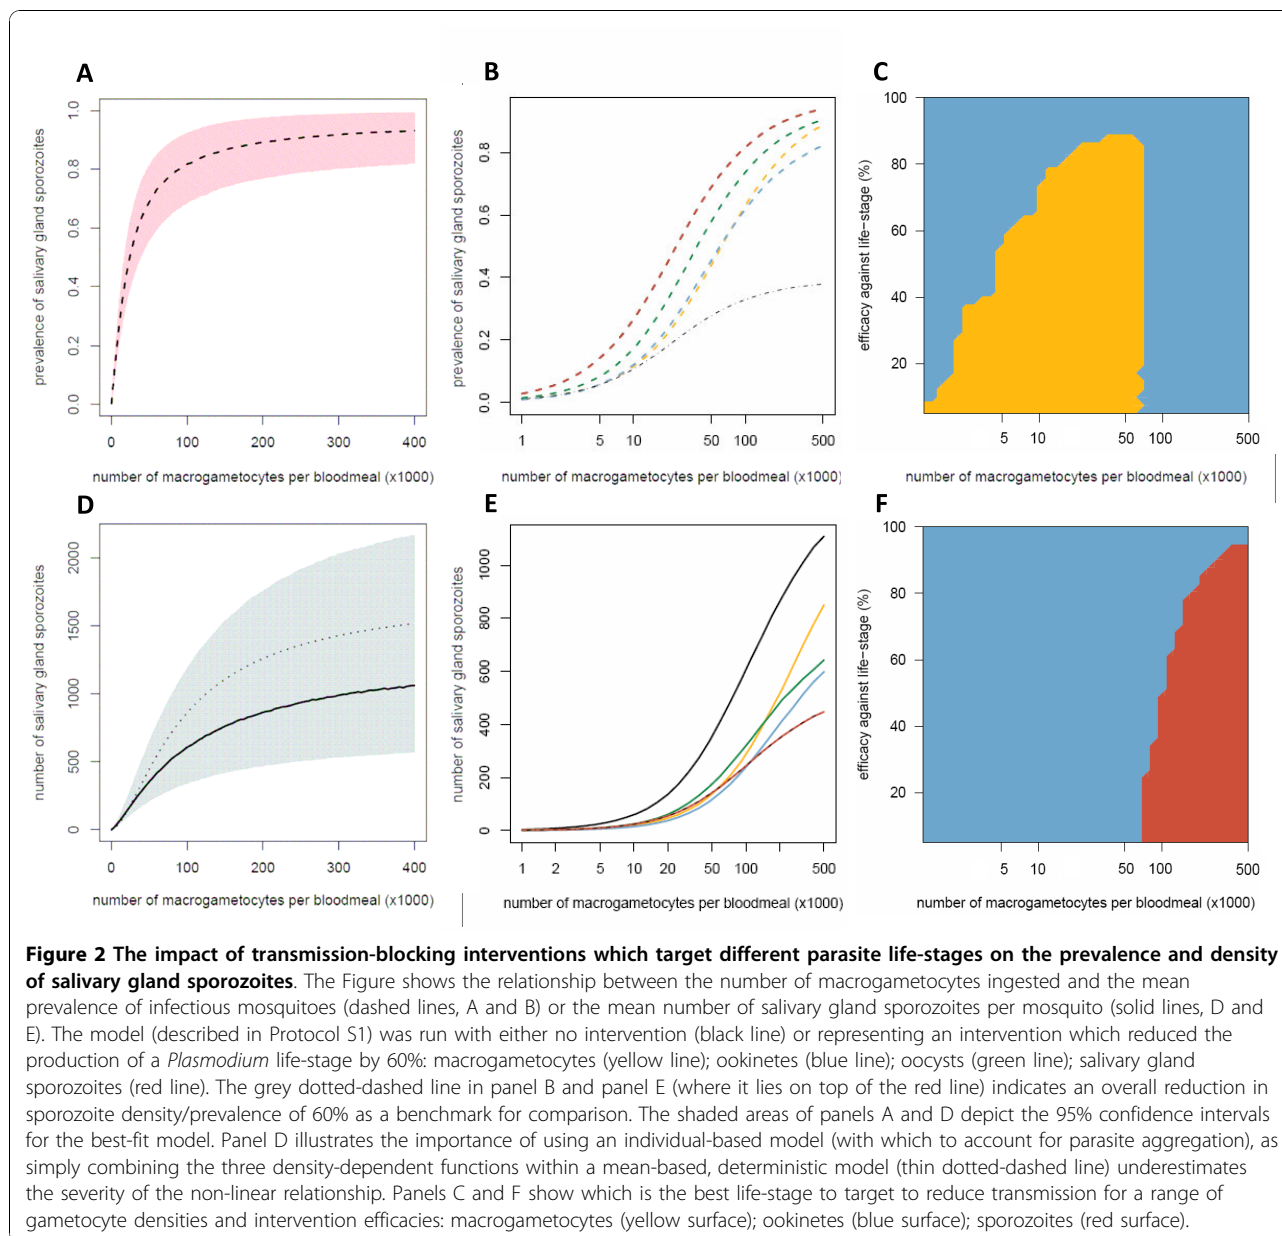 A
B
C
prevalence of salivary gland sporozoites
1.0
0.8
0.6
0.4
0.2
0.0
0 100 200 300 400
number of macrogametocytes per bloodmeal (x1000)
prevalence of salivary gland sporozoites
0.8
0.6
0.4
0.2
0.0
1 5 10 50 100 500
number of macrogametocytes per bloodmeal (x1000)
efficacy against life-stage (%)
100
80
60
40
20
5 10 50 100 500
number of macrogametocytes per bloodmeal (x1000)
D
E
F
number of salivary gland sporozoites
2000
1500
1000
500
0
0 100 200 300 400
number of macrogametocytes per bloodmeal (x1000)
number of salivary gland sporozoites
1000
800
600
400
200
0
1 2 5 10 20 50 100 500
number of macrogametocytes per bloodmeal (x1000)
efficacy against life-stage (%)
100
80
60
40
20
5 10 50 100 500
number of macrogametocytes per bloodmeal (x1000)
Figure 2 The impact of transmission-blocking interventions which target different parasite life-stages on the prevalence and density
of salivary gland sporozoites. The Figure shows the relationship between the number of macrogametocytes ingested and the mean
prevalence of infectious mosquitoes (dashed lines, A and B) or the mean number of salivary gland sporozoites per mosquito (solid lines, D and
E). The model (described in Protocol S1) was run with either no intervention (black line) or representing an intervention which reduced the
production of a Plasmodium life-stage by 60%: macrogametocytes (yellow line); ookinetes (blue line); oocysts (green line); salivary gland
sporozoites (red line). The grey dotted-dashed line in panel B and panel E (where it lies on top of the red line) indicates an overall reduction in
sporozoite density/prevalence of 60% as a benchmark for comparison. The shaded areas of panels A and D depict the 95% confidence intervals
for the best-fit model. Panel D illustrates the importance of using an individual-based model (with which to account for parasite aggregation), as
simply combining the three density-dependent functions within a mean-based, deterministic model (thin dotted-dashed line) underestimates
the severity of the non-linear relationship. Panels C and F show which is the best life-stage to target to reduce transmission for a range of
gametocyte densities and intervention efficacies: macrogametocytes (yellow surface); ookinetes (blue surface); sporozoites (red surface).